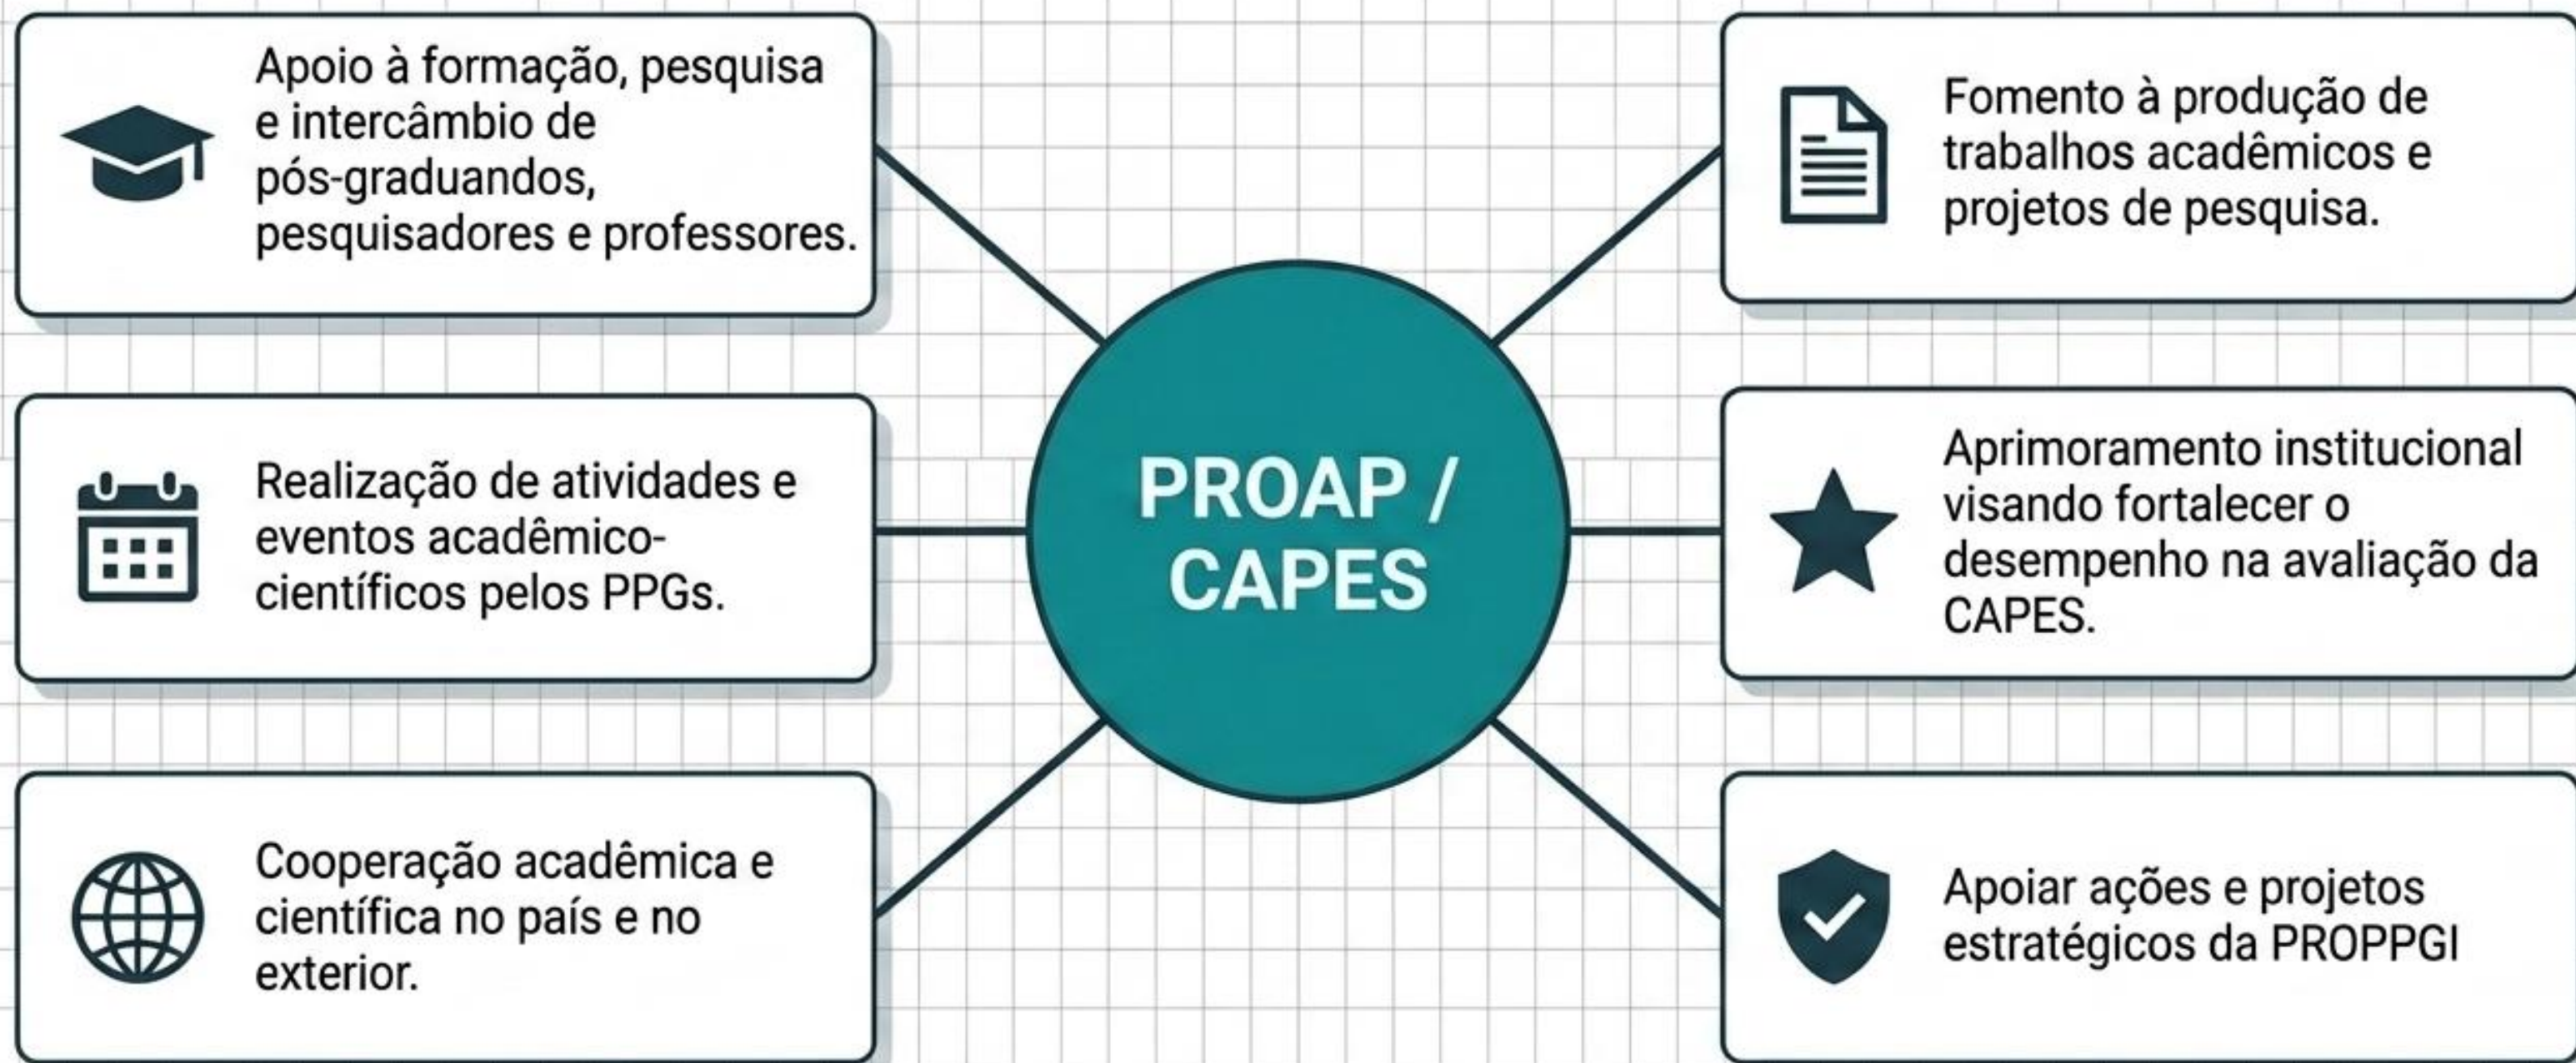 Apoio à formação, pesquisa
e intercâmbio de
pós-graduandos,
pesquisadores e professores.
Realização de atividades e
eventos acadêmico-
científicos pelos PPGs.
Cooperação acadêmica e
científica no país e no
exterior.
PROAP /
CAPES
Fomento à produção de
trabalhos acadêmicos e
projetos de pesquisa.
Aprimoramento institucional
visando fortalecer o
desempenho na avaliação da
CAPES.
Apoiar ações e projetos
estratégicos da PROPPGI